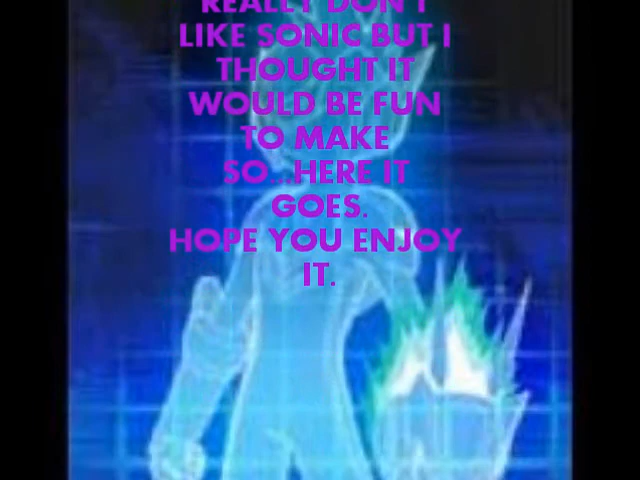 REALLY DON'T
LIKE SONIC BUT I
THOUGHT IT
WOULD BE FUN
TO MAKE
SO...HERE IT
GOES.
HOPE YOU ENJOY
IT.